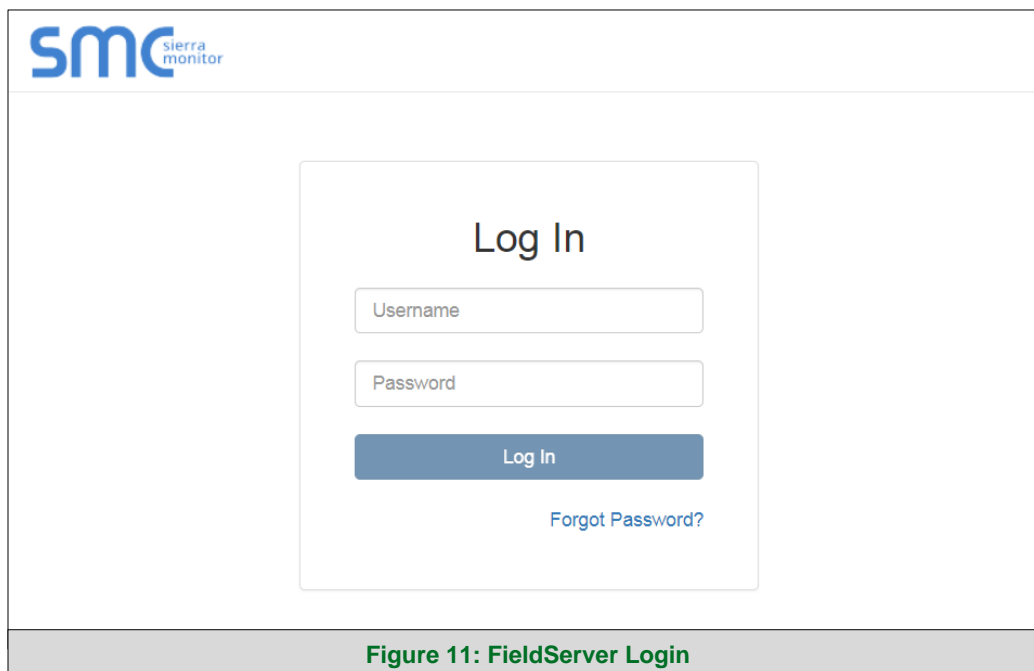 SMC sierra
monitor
Log In
Username
Password
Log In
Forgot Password?
Figure 11: FieldServer Login